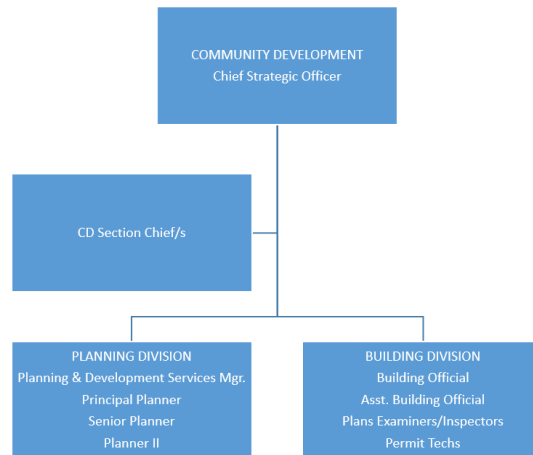 COMMUNITY DEVELOPMENT
Chief Strategic Officer
CD Section Chief/s
PLANNING DIVISION
Planning & Development Services Mgr.
Principal Planner
Senior Planner
Planner II
BUILDING DIVISION
Building Official
Asst. Building Official
Plans Examiners/Inspectors
Permit Techs